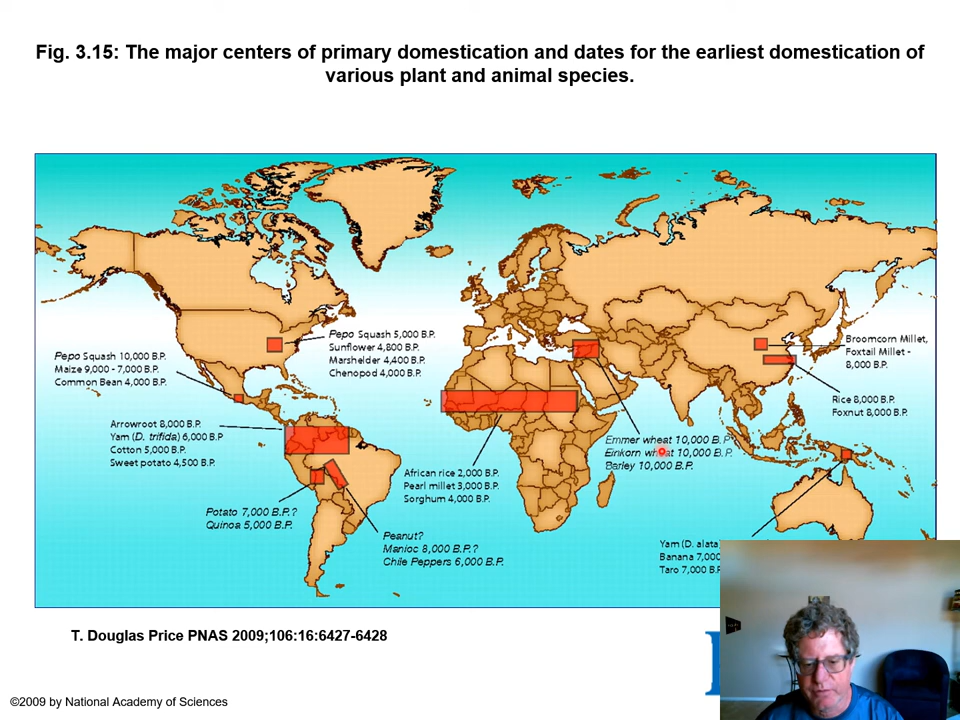 Fig. 3.15: The major centers of primary domestication and dates for the earliest domestication of
various plant and animal species.
Pepo Squash 10,000 B.P.
Maize 9,000 - 7,000 B.P.
Common Bean 4,000 B.P.
Pepo Squash 5,000 B.P.
Sunflower 4,800 B.P.
Marshelder 4,400 B.P.
Chenopod 4,000 B.P.
Broomcorn Millet,
Foxtail Millet -
8,000 B.P.
Rice 8,000 B.P.
Foxnut 8,000 B.P.
Arrowroot 8,000 B.P.
Yam (D. trifida) 6,000 B.P
Cotton 5,000 B.P.
Sweet potato 4,500 B.P.
Emmer wheat 10,000 B.P.
Einkorn wheat 10,000 B.P.
Barley 10,000 B.P.
African rice 2,000 B.P.
Pearl millet 3,000 B.P.
Sorghum 4,000 B.P.
Potato 7,000 B.P.?
Quinoa 5,000 B.P.
Peanut?
Manioc 8,000 B.P.?
Chile Peppers 6,000 B.P.
Yam (D. alata)
Banana 7,000
Taro 7,000 B.P.
T. Douglas Price PNAS 2009;106:16:6427-6428
©2009 by National Academy of Sciences